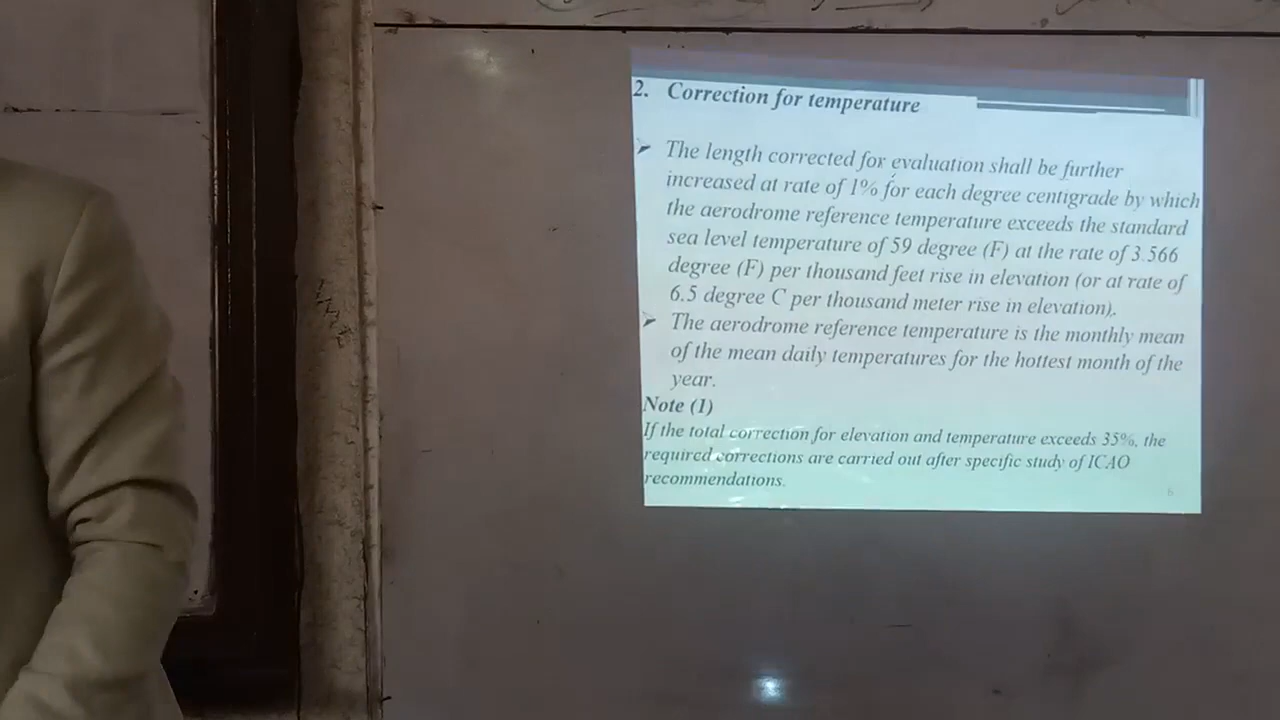 2. Correction for temperature
➢ The length corrected for evaluation shall be further
increased at rate of 1% for each degree centigrade by which
the aerodrome reference temperature exceeds the standard
sea level temperature of 59 degree (F) at the rate of 3.566
degree (F) per thousand feet rise in elevation (or at rate of
6.5 degree C per thousand meter rise in elevation).
➢ The aerodrome reference temperature is the monthly mean
of the mean daily temperatures for the hottest month of the
year.
Note (1)
If the total correction for elevation and temperature exceeds 35%, the
required corrections are carried out after specific study of ICAO
recommendations.
6